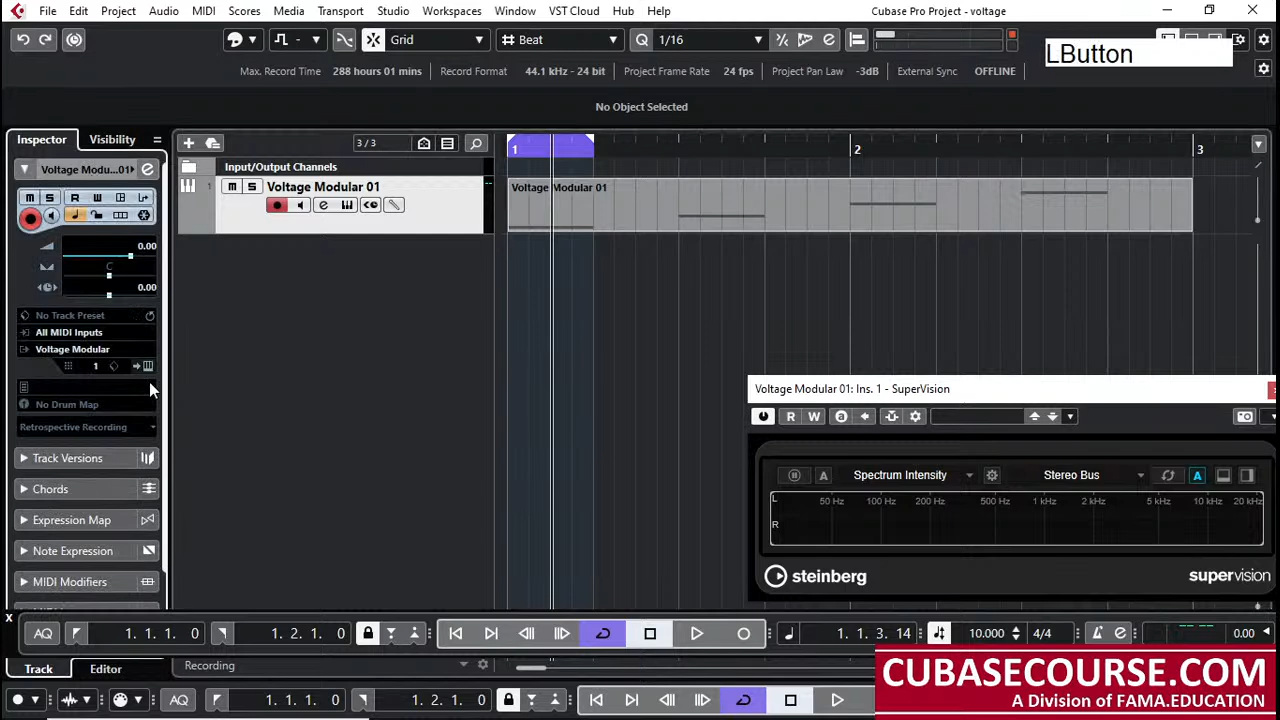 File Edit Project Audio MIDI Scores Media Transport Studio Workspaces Window VST Cloud Hub Help Cubase Pro Project - voltage
Grid Beat 1/16
LButton
Max. Record Time 288 hours 01 mins Record Format 44.1 kHz - 24 bit Project Frame Rate 24 fps Project Pan Law -3dB External Sync OFFLINE
No Object Selected
Inspector Visibility 3 / 3 1 2 3
Voltage Modu...01 Input/Output Channels
M S R W 1 M S Voltage Modular 01 Voltage Modular 01
0.00
C
0.00
No Track Preset
All MIDI Inputs
Voltage Modular
1
No Drum Map
Retrospective Recording
Track Versions
Chords
Expression Map
Note Expression
MIDI Modifiers
Voltage Modular 01: Ins. 1 - SuperVision
R W a
A Spectrum Intensity Stereo Bus A
L 50 Hz 100 Hz 200 Hz 500 Hz 1 kHz 2 kHz 5 kHz 10 kHz 20 kHz
R
steinberg supervision
X
AQ 1. 1. 1. 0 1. 2. 1. 0 1. 1. 3. 14 10.000 4/4 0.00
Track Editor Recording
AQ 1. 1. 1. 0 1. 2. 1. 0
CUBASECOURSE.COM
A Division of FAMA.EDUCATION